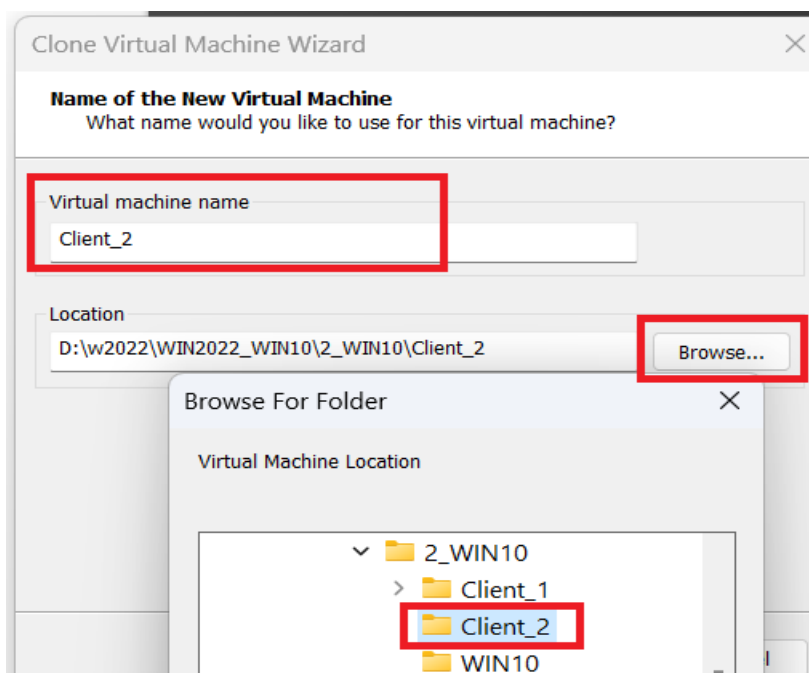 Clone Virtual Machine Wizard
Name of the New Virtual Machine
What name would you like to use for this virtual machine?
Virtual machine name
Client_2
Location
D:\w2022\WIN2022_WIN10\2_WIN10\Client_2
Browse...
Browse For Folder
Virtual Machine Location
2_WIN10
Client_1
Client_2
WIN10